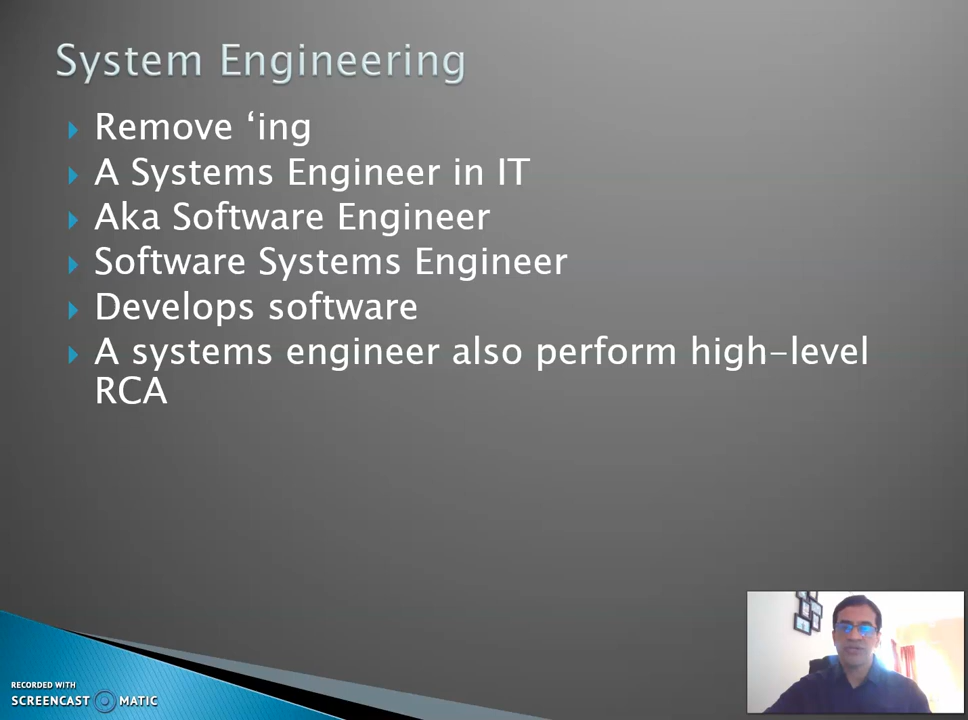 System Engineering
Remove ‘ing
A Systems Engineer in IT
Aka Software Engineer
Software Systems Engineer
Develops software
A systems engineer also perform high-level
RCA
RECORDED WITH
SCREENCAST MATIC